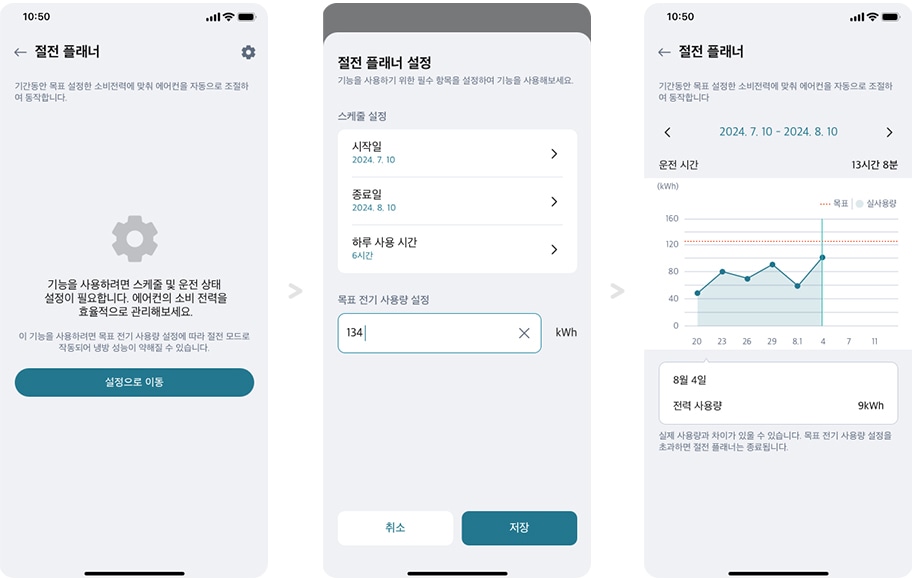 10:50
절전 플래너
기간동안 목표 설정한 소비전력에 맞춰 에어컨을 자동으로 조절하
여 동작합니다.
기능을 사용하려면 스케줄 및 운전 상태
설정이 필요합니다. 에어컨의 소비 전력을
효율적으로 관리해보세요.
이 기능을 사용하려면 목표 전기 사용량 설정에 따라 절전 모드로
작동되어 냉방 성능이 약해질 수 있습니다.
설정으로 이동
절전 플래너 설정
기능을 사용하기 위한 필수 항목을 설정하여 기능을 사용해보세요.
스케줄 설정
시작일
2024. 7. 10
종료일
2024. 8. 10
하루 사용 시간
6시간
목표 전기 사용량 설정
134 kWh
취소 저장
10:50
절전 플래너
기간동안 목표 설정한 소비전력에 맞춰 에어컨을 자동으로 조절하
여 동작합니다
2024. 7. 10 - 2024. 8. 10
운전 시간 13시간 8분
(kWh)
목표 실사용량
160
120
80
40
0
20 23 26 29 8.1 4 7 11
8월 4일
전력 사용량 9kWh
실제 사용량과 차이가 있을 수 있습니다. 목표 전기 사용량 설정을
초과하면 절전 플래너는 종료됩니다.